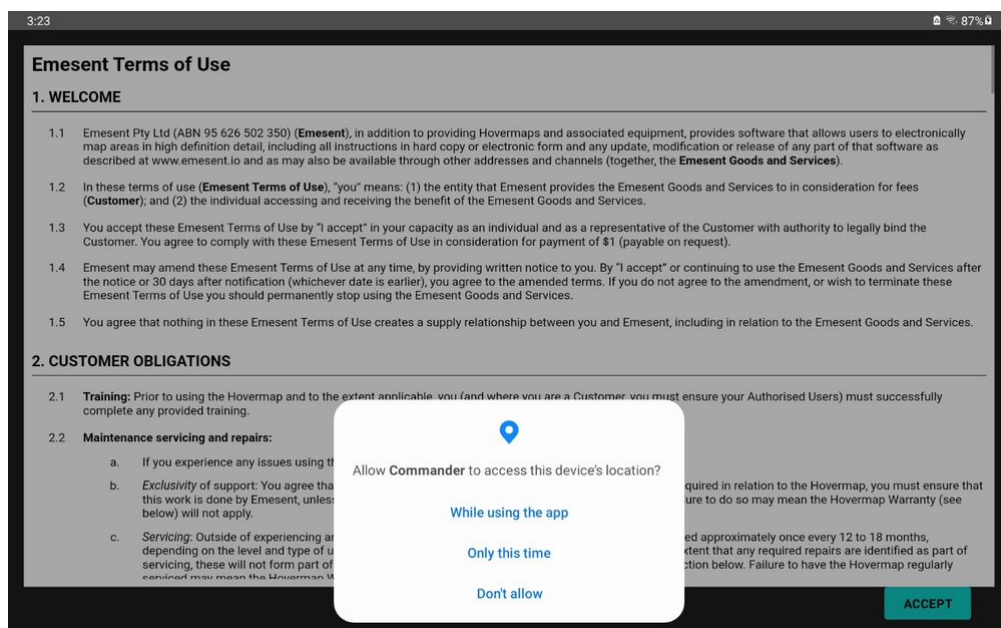 3:23
87%
Emesent Terms of Use
1. WELCOME
1.1 Emesent Pty Ltd (ABN 95 626 502 350) (Emesent), in addition to providing Hovermaps and associated equipment, provides software that allows users to electronically
map areas in high definition detail, including all instructions in hard copy or electronic form and any update, modification or release of any part of that software as
described at www.emesent.io and as may also be available through other addresses and channels (together, the Emesent Goods and Services).
1.2 In these terms of use (Emesent Terms of Use), "you" means: (1) the entity that Emesent provides the Emesent Goods and Services to in consideration for fees
(Customer); and (2) the individual accessing and receiving the benefit of the Emesent Goods and Services.
1.3 You accept these Emesent Terms of Use by "I accept" in your capacity as an individual and as a representative of the Customer with authority to legally bind the
Customer. You agree to comply with these Emesent Terms of Use in consideration for payment of $1 (payable on request).
1.4 Emesent may amend these Emesent Terms of Use at any time, by providing written notice to you. By "I accept" or continuing to use the Emesent Goods and Services after
the notice or 30 days after notification (whichever date is earlier), you agree to the amended terms. If you do not agree to the amendment, or wish to terminate these
Emesent Terms of Use you should permanently stop using the Emesent Goods and Services.
1.5 You agree that nothing in these Emesent Terms of Use creates a supply relationship between you and Emesent, including in relation to the Emesent Goods and Services.
2. CUSTOMER OBLIGATIONS
2.1 Training: Prior to using the Hovermap and to the extent applicable, you (and where you are a Customer, you must ensure your Authorised Users) must successfully
complete any provided training.
2.2 Maintenance servicing and repairs:
a. If you experience any issues using
b. Exclusivity of support: You agree quired in relation to the Hovermap, you must ensure that
this work is done by Emesent, ure to do so may mean the Hovermap Warranty (see
below) will not apply.
c. Servicing: Outside of experiencing ed approximately once every 12 to 18 months,
depending on the level and type of xtent that any required repairs are identified as part of
servicing, these will not form part of ction below. Failure to have the Hovermap regularly
serviced may mean the Hovermap
Allow Commander to access this device's location?
While using the app
Only this time
Don't allow
ACCEPT